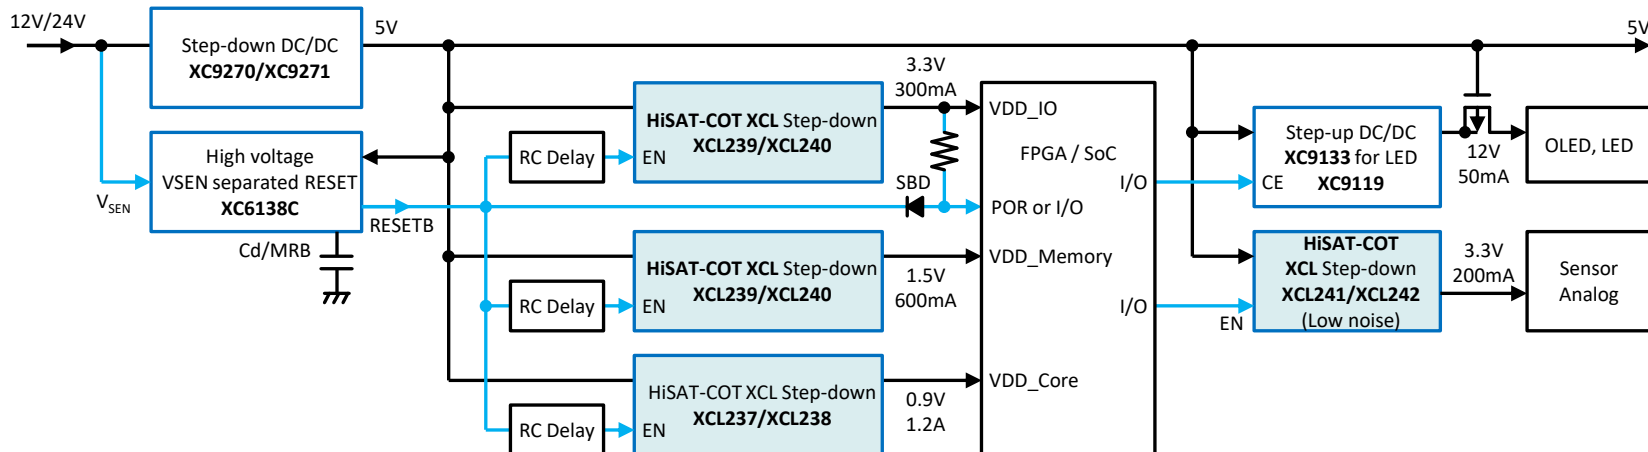 12V/24V
Step-down DC/DC
XC9270/XC9271
5V
5V
High voltage
VSEN separated RESET
XC6138C
VSEN
RESETB
Cd/MRB
RC Delay
HiSAT-COT XCL Step-down
XCL239/XCL240
EN
3.3V
300mA
SBD
RC Delay
HiSAT-COT XCL Step-down
XCL239/XCL240
EN
1.5V
600mA
RC Delay
HiSAT-COT XCL Step-down
XCL237/XCL238
EN
0.9V
1.2A
VDD_IO
FPGA / SoC
I/O
POR or I/O
VDD_Memory
I/O
VDD_Core
Step-up DC/DC
XC9133 for LED
XC9119
CE
12V
50mA
OLED, LED
HiSAT-COT
XCL Step-down
XCL241/XCL242
(Low noise)
EN
3.3V
200mA
Sensor
Analog